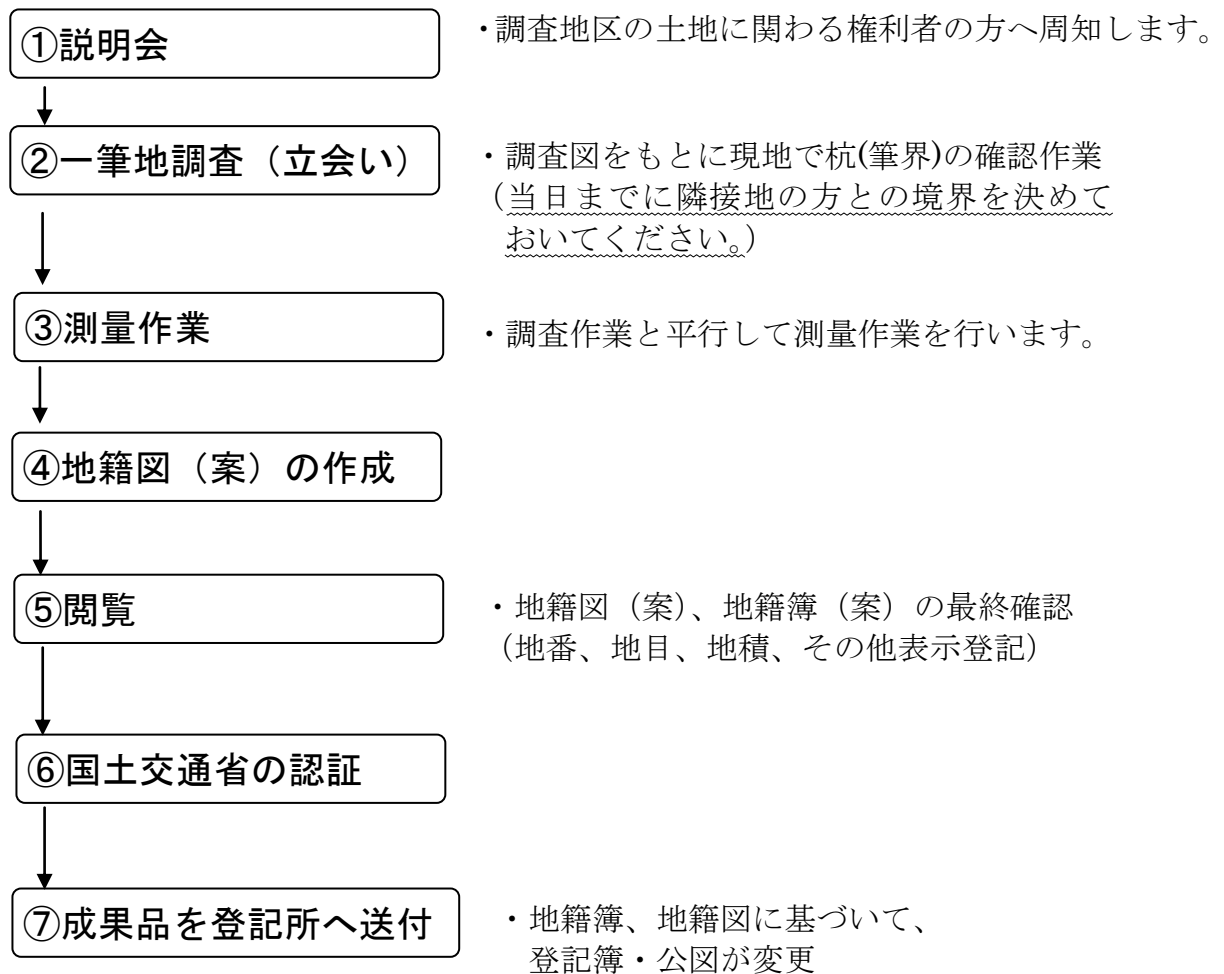 ①説明会
・調査地区の土地に関わる権利者の方へ周知します。
②一筆地調査（立会い）
・調査図をもとに現地で杭(筆界)の確認作業
（当日までに隣接地の方との境界を決めて
おいてください。）
③測量作業
・調査作業と平行して測量作業を行います。
④地籍図（案）の作成
⑤閲覧
・地籍図（案）、地籍簿（案）の最終確認
（地番、地目、地積、その他表示登記）
⑥国土交通省の認証
⑦成果品を登記所へ送付
・地籍簿、地籍図に基づいて、
登記簿・公図が変更